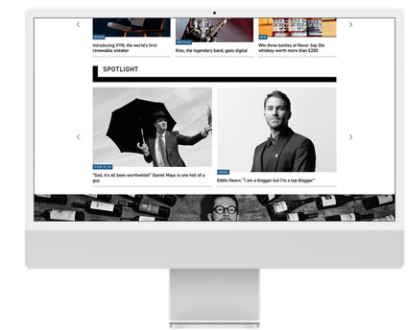 Introducing VYN, the world's first
renewable sneaker
Kiss, the legendary band, goes digital
Win three bottles of Never Say Die
whiskey worth more than £200
SPOTLIGHT
"God, it's all been worthwhile!" Daniel Mays is one hell of a
guy
Eddie Hearn: "I am a blagger but I'm a top blagger"